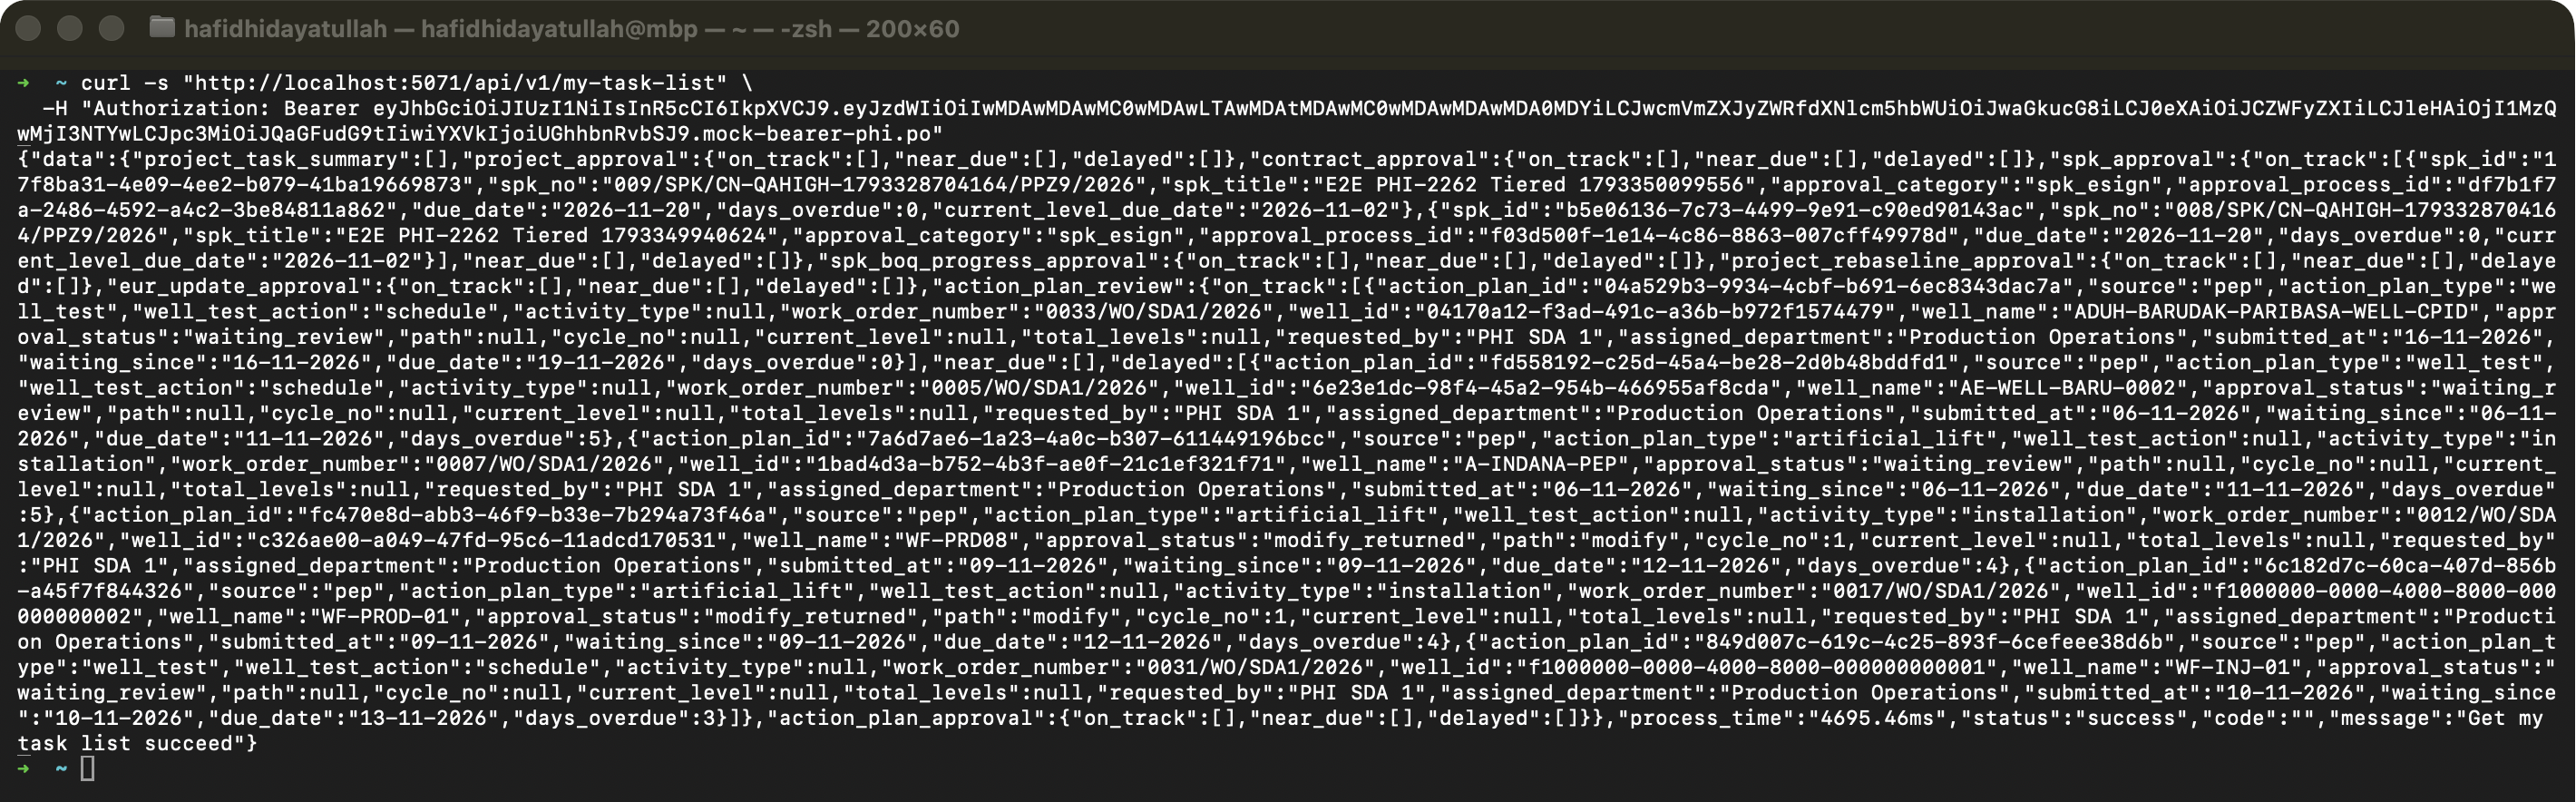 hafidhidayatullah — hafidhidayatullah@mbp — ~ — -zsh — 200×60
➜  ~ curl -s "http://localhost:5071/api/v1/my-task-list" \
  -H "Authorization: Bearer eyJhbGciOiJIUzI1NiIsInR5cCI6IkpXVCJ9.eyJzdWIiOiIwMDAwMDAwMC0wMDAwLTAwMDAtMDAwMC0wMDAwMDAwMDA0MDYiLCJwcmVmZXJyZWRfdXNlcm5hbWUiOiJwaGkucG8iLCJ0eXAiOiJCZWFyZXIiLCJleHAiOjI1MzQ
wMjI3NTYwLCJpc3MiOiJQaGFudG9tIiwiYXVkIjoiUGhhbnRvbSJ9.mock-bearer-phi.po"
{"data":{"project_task_summary":[],"project_approval":{"on_track":[],"near_due":[],"delayed":[]},"contract_approval":{"on_track":[],"near_due":[],"delayed":[]},"spk_approval":{"on_track":[{"spk_id":"1
7f8ba31-4e09-4ee2-b079-41ba19669873","spk_no":"009/SPK/CN-QAHIGH-1793328704164/PPZ9/2026","spk_title":"E2E PHI-2262 Tiered 1793350099556","approval_category":"spk_esign","approval_process_id":"df7b1f7
a-2486-4592-a4c2-3be84811a862","due_date":"2026-11-20","days_overdue":0,"current_level_due_date":"2026-11-02"},{"spk_id":"b5e06136-7c73-4499-9e91-c90ed90143ac","spk_no":"008/SPK/CN-QAHIGH-179332870416
4/PPZ9/2026","spk_title":"E2E PHI-2262 Tiered 1793349940624","approval_category":"spk_esign","approval_process_id":"f03d500f-1e14-4c86-8863-007cff49978d","due_date":"2026-11-20","days_overdue":0,"curr
ent_level_due_date":"2026-11-02"}],"near_due":[],"delayed":[]},"spk_boq_progress_approval":{"on_track":[],"near_due":[],"delayed":[]},"project_rebaseline_approval":{"on_track":[],"near_due":[],"delaye
d":[]},"eur_update_approval":{"on_track":[],"near_due":[],"delayed":[]},"action_plan_review":{"on_track":[{"action_plan_id":"04a529b3-9934-4cbf-b691-6ec8343dac7a","source":"pep","action_plan_type":"we
ll_test","well_test_action":"schedule","activity_type":null,"work_order_number":"0033/WO/SDA1/2026","well_id":"04170a12-f3ad-491c-a36b-b972f1574479","well_name":"ADUH-BARUDAK-PARIBASA-WELL-CPID","appr
oval_status":"waiting_review","path":null,"cycle_no":null,"current_level":null,"total_levels":null,"requested_by":"PHI SDA 1","assigned_department":"Production Operations","submitted_at":"16-11-2026",
"waiting_since":"16-11-2026","due_date":"19-11-2026","days_overdue":0}],"near_due":[],"delayed":[{"action_plan_id":"fd558192-c25d-45a4-be28-2d0b48bddfd1","source":"pep","action_plan_type":"well_test",
"well_test_action":"schedule","activity_type":null,"work_order_number":"0005/WO/SDA1/2026","well_id":"6e23e1dc-98f4-45a2-954b-466955af8cda","well_name":"AE-WELL-BARU-0002","approval_status":"waiting_r
eview","path":null,"cycle_no":null,"current_level":null,"total_levels":null,"requested_by":"PHI SDA 1","assigned_department":"Production Operations","submitted_at":"06-11-2026","waiting_since":"06-11-
2026","due_date":"11-11-2026","days_overdue":5},{"action_plan_id":"7a6d7ae6-1a23-4a0c-b307-611449196bcc","source":"pep","action_plan_type":"artificial_lift","well_test_action":null,"activity_type":"in
stallation","work_order_number":"0007/WO/SDA1/2026","well_id":"1bad4d3a-b752-4b3f-ae0f-21c1ef321f71","well_name":"A-INDANA-PEP","approval_status":"waiting_review","path":null,"cycle_no":null,"current_
level":null,"total_levels":null,"requested_by":"PHI SDA 1","assigned_department":"Production Operations","submitted_at":"06-11-2026","waiting_since":"06-11-2026","due_date":"11-11-2026","days_overdue"
:5},{"action_plan_id":"fc470e8d-abb3-46f9-b33e-7b294a73f46a","source":"pep","action_plan_type":"artificial_lift","well_test_action":null,"activity_type":"installation","work_order_number":"0012/WO/SDA
1/2026","well_id":"c326ae00-a049-47fd-95c6-11adcd170531","well_name":"WF-PRD08","approval_status":"modify_returned","path":"modify","cycle_no":1,"current_level":null,"total_levels":null,"requested_by"
:"PHI SDA 1","assigned_department":"Production Operations","submitted_at":"09-11-2026","waiting_since":"09-11-2026","due_date":"12-11-2026","days_overdue":4},{"action_plan_id":"6c182d7c-60ca-407d-856b
-a45f7f844326","source":"pep","action_plan_type":"artificial_lift","well_test_action":null,"activity_type":"installation","work_order_number":"0017/WO/SDA1/2026","well_id":"f1000000-0000-4000-8000-000
000000002","well_name":"WF-PROD-01","approval_status":"modify_returned","path":"modify","cycle_no":1,"current_level":null,"total_levels":null,"requested_by":"PHI SDA 1","assigned_department":"Producti
on Operations","submitted_at":"09-11-2026","waiting_since":"09-11-2026","due_date":"12-11-2026","days_overdue":4},{"action_plan_id":"849d007c-619c-4c25-893f-6cefeee38d6b","source":"pep","action_plan_t
ype":"well_test","well_test_action":"schedule","activity_type":null,"work_order_number":"0031/WO/SDA1/2026","well_id":"f1000000-0000-4000-8000-000000000001","well_name":"WF-INJ-01","approval_status":"
waiting_review","path":null,"cycle_no":null,"current_level":null,"total_levels":null,"requested_by":"PHI SDA 1","assigned_department":"Production Operations","submitted_at":"10-11-2026","waiting_since
":"10-11-2026","due_date":"13-11-2026","days_overdue":3}]},"action_plan_approval":{"on_track":[],"near_due":[],"delayed":[]}},"process_time":"4695.46ms","status":"success","code":"","message":"Get my
task list succeed"}
➜  ~